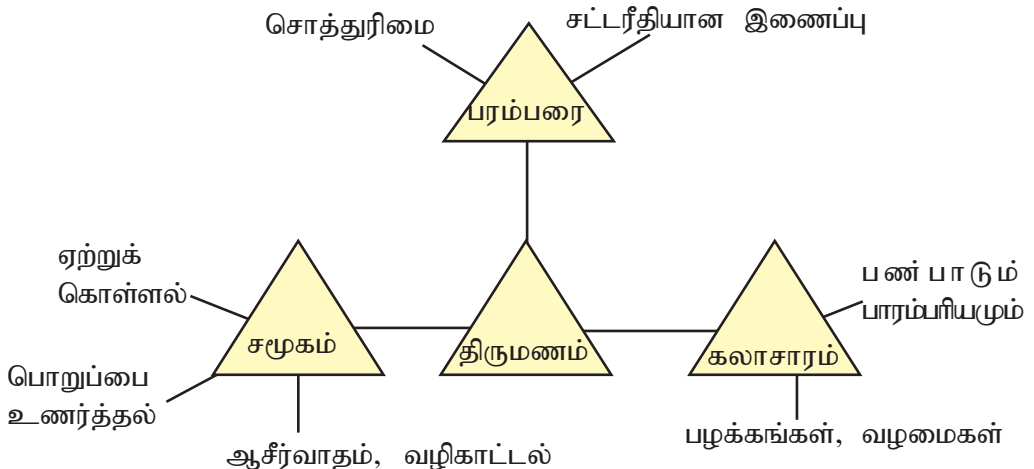 சொத்துரிமை
சட்டரீதியான இணைப்பு
பரம்பரை
ஏற்றுக்
கொள்ளல்
பண்பாடும்
பாரம்பரியமும்
சமூகம்
திருமணம்
கலாசாரம்
பொறுப்பை
உணர்த்தல்
ஆசீர்வாதம், வழிகாட்டல்
பழக்கங்கள், வழமைகள்